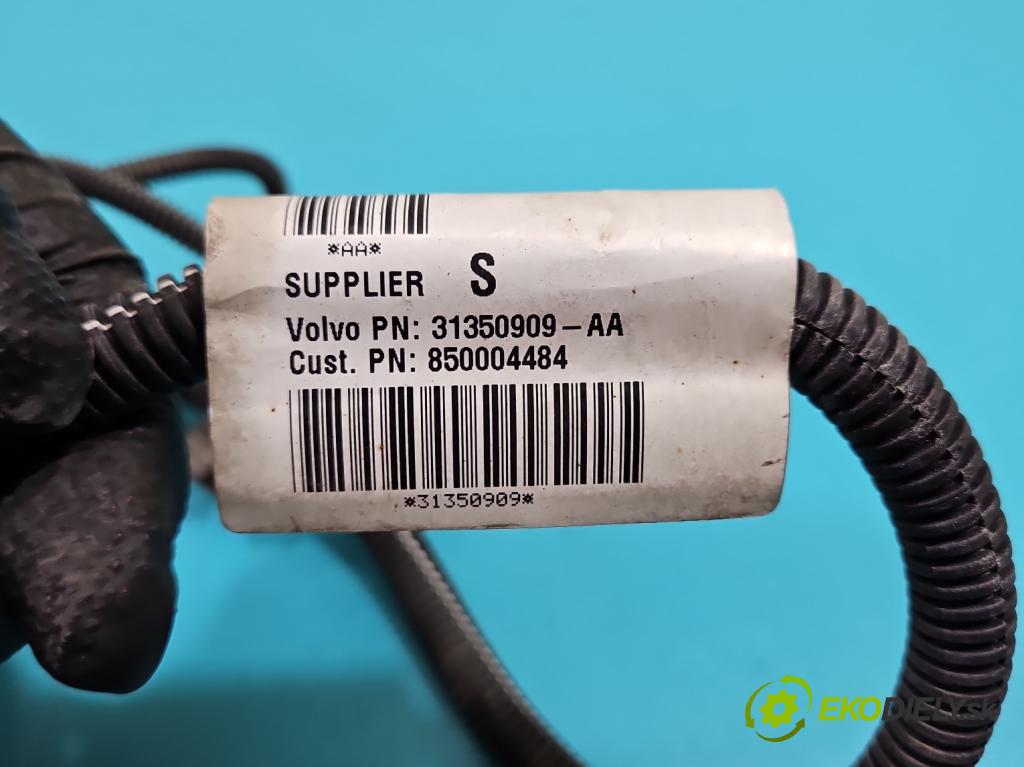 *AA*
SUPPLIER S
Volvo PN: 31350909-AA
Cust. PN: 850004484
*31350909*
EKODIELY.sk